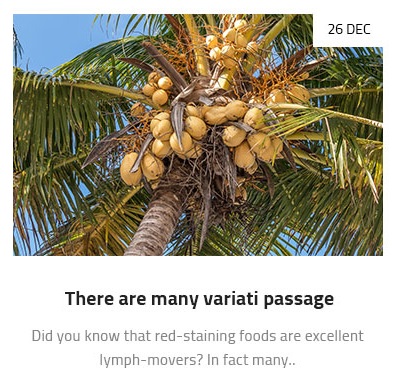 26 DEC
There are many variati passage
Did you know that red-staining foods are excellent
lymph-movers? In fact many..